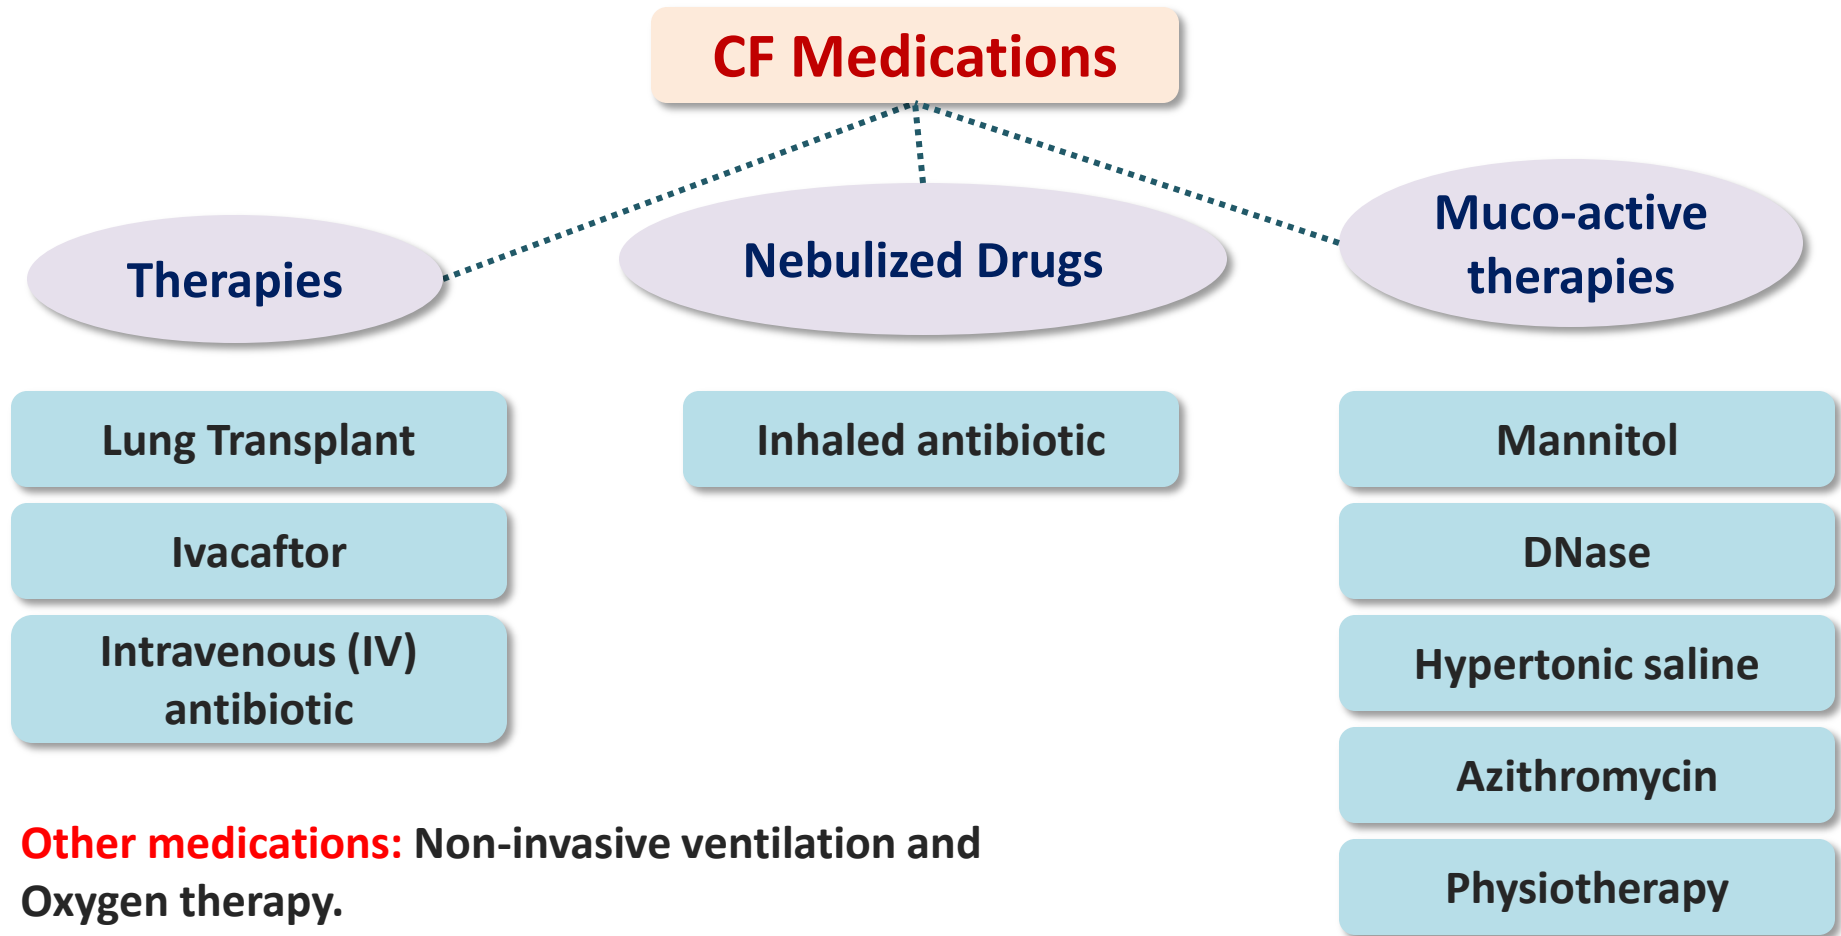 CF Medications
Therapies
Nebulized Drugs
Muco-active
therapies
Lung Transplant
Ivacaftor
Intravenous (IV)
antibiotic
Inhaled antibiotic
Mannitol
DNase
Hypertonic saline
Azithromycin
Physiotherapy
Other medications: Non-invasive ventilation and
Oxygen therapy.